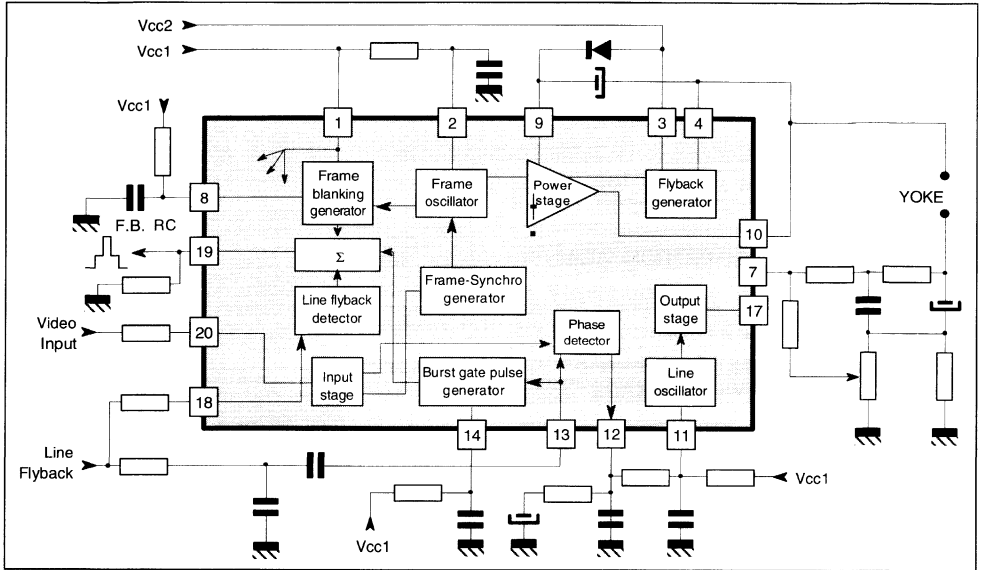 Vcc2
Vcc1
Vcc1
1
2
9
3
4
8
Frame
blanking
generator
Frame
oscillator
Power
stage
Flyback
generator
YOKE
F.B. RC
10
19
Σ
7
Line flyback
detector
Frame-Synchro
generator
Output
stage
17
Video
Input
20
Phase
detector
Input
stage
Burst gate pulse
generator
Line
oscillator
18
14
13
12
11
Line
Flyback
Vcc1
Vcc1